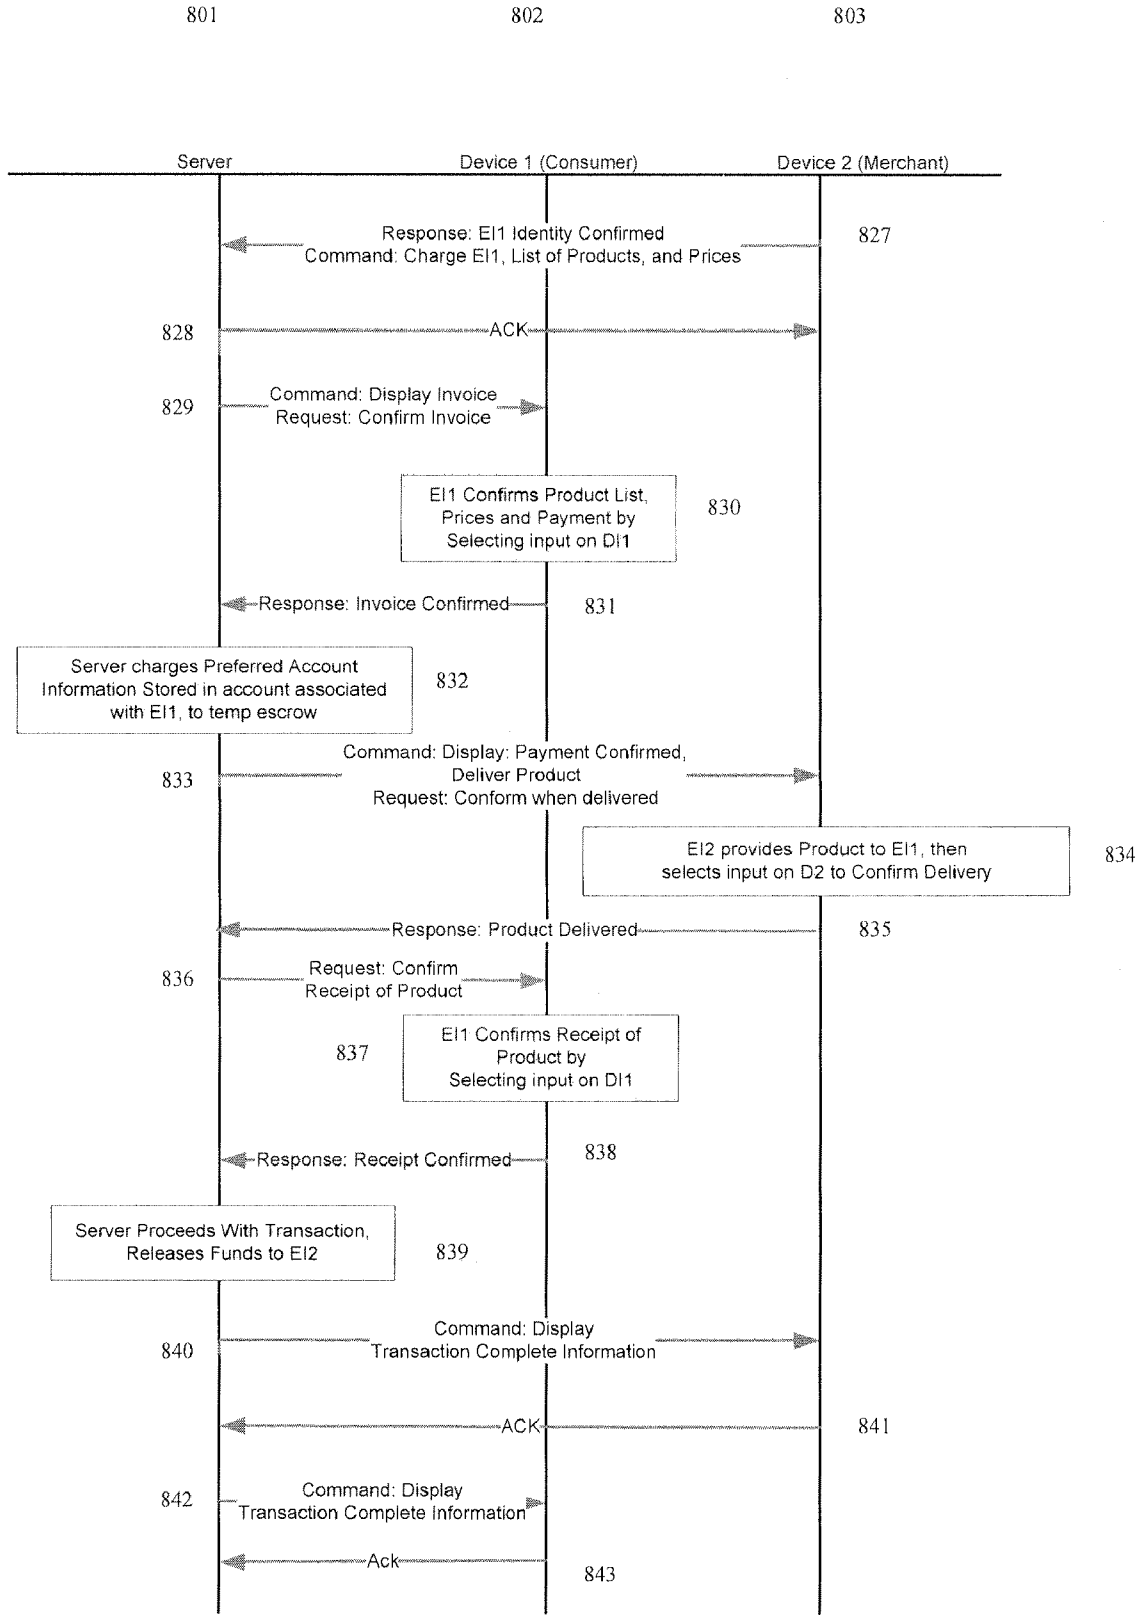 801 802 803
Server Device 1 (Consumer) Device 2 (Merchant)
Response: EI1 Identity Confirmed
Command: Charge EI1, List of Products, and Prices
827
828
ACK
829
Command: Display Invoice
Request: Confirm Invoice
EI1 Confirms Product List,
Prices and Payment by
Selecting input on DI1
830
Response: Invoice Confirmed
831
Server charges Preferred Account
Information Stored in account associated
with EI1, to temp escrow
832
833
Command: Display: Payment Confirmed,
Deliver Product
Request: Conform when delivered
EI2 provides Product to EI1, then
selects input on D2 to Confirm Delivery
834
Response: Product Delivered
835
836
Request: Confirm
Receipt of Product
837
EI1 Confirms Receipt of
Product by
Selecting input on DI1
Response: Receipt Confirmed
838
Server Proceeds With Transaction,
Releases Funds to EI2
839
840
Command: Display
Transaction Complete Information
ACK
841
842
Command: Display
Transaction Complete Information
Ack
843